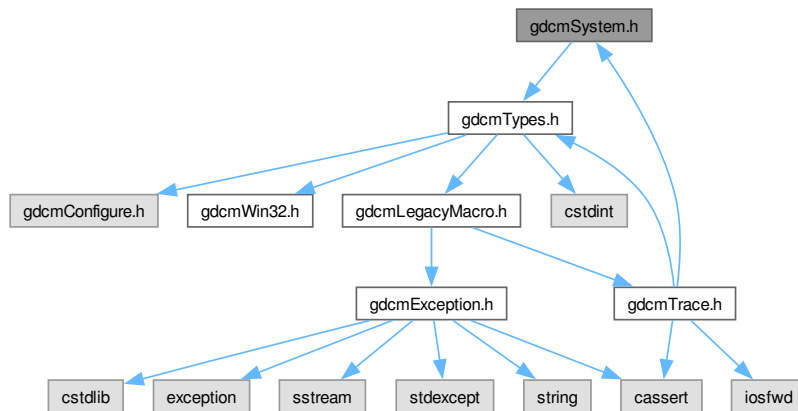 gdcmSystem.h
gdcmTypes.h
gdcmConfigure.h
gdcmWin32.h
gdcmLegacyMacro.h
cstdint
gdcmException.h
gdcmTrace.h
cstdlib
exception
sstream
stdexcept
string
cassert
iosfwd